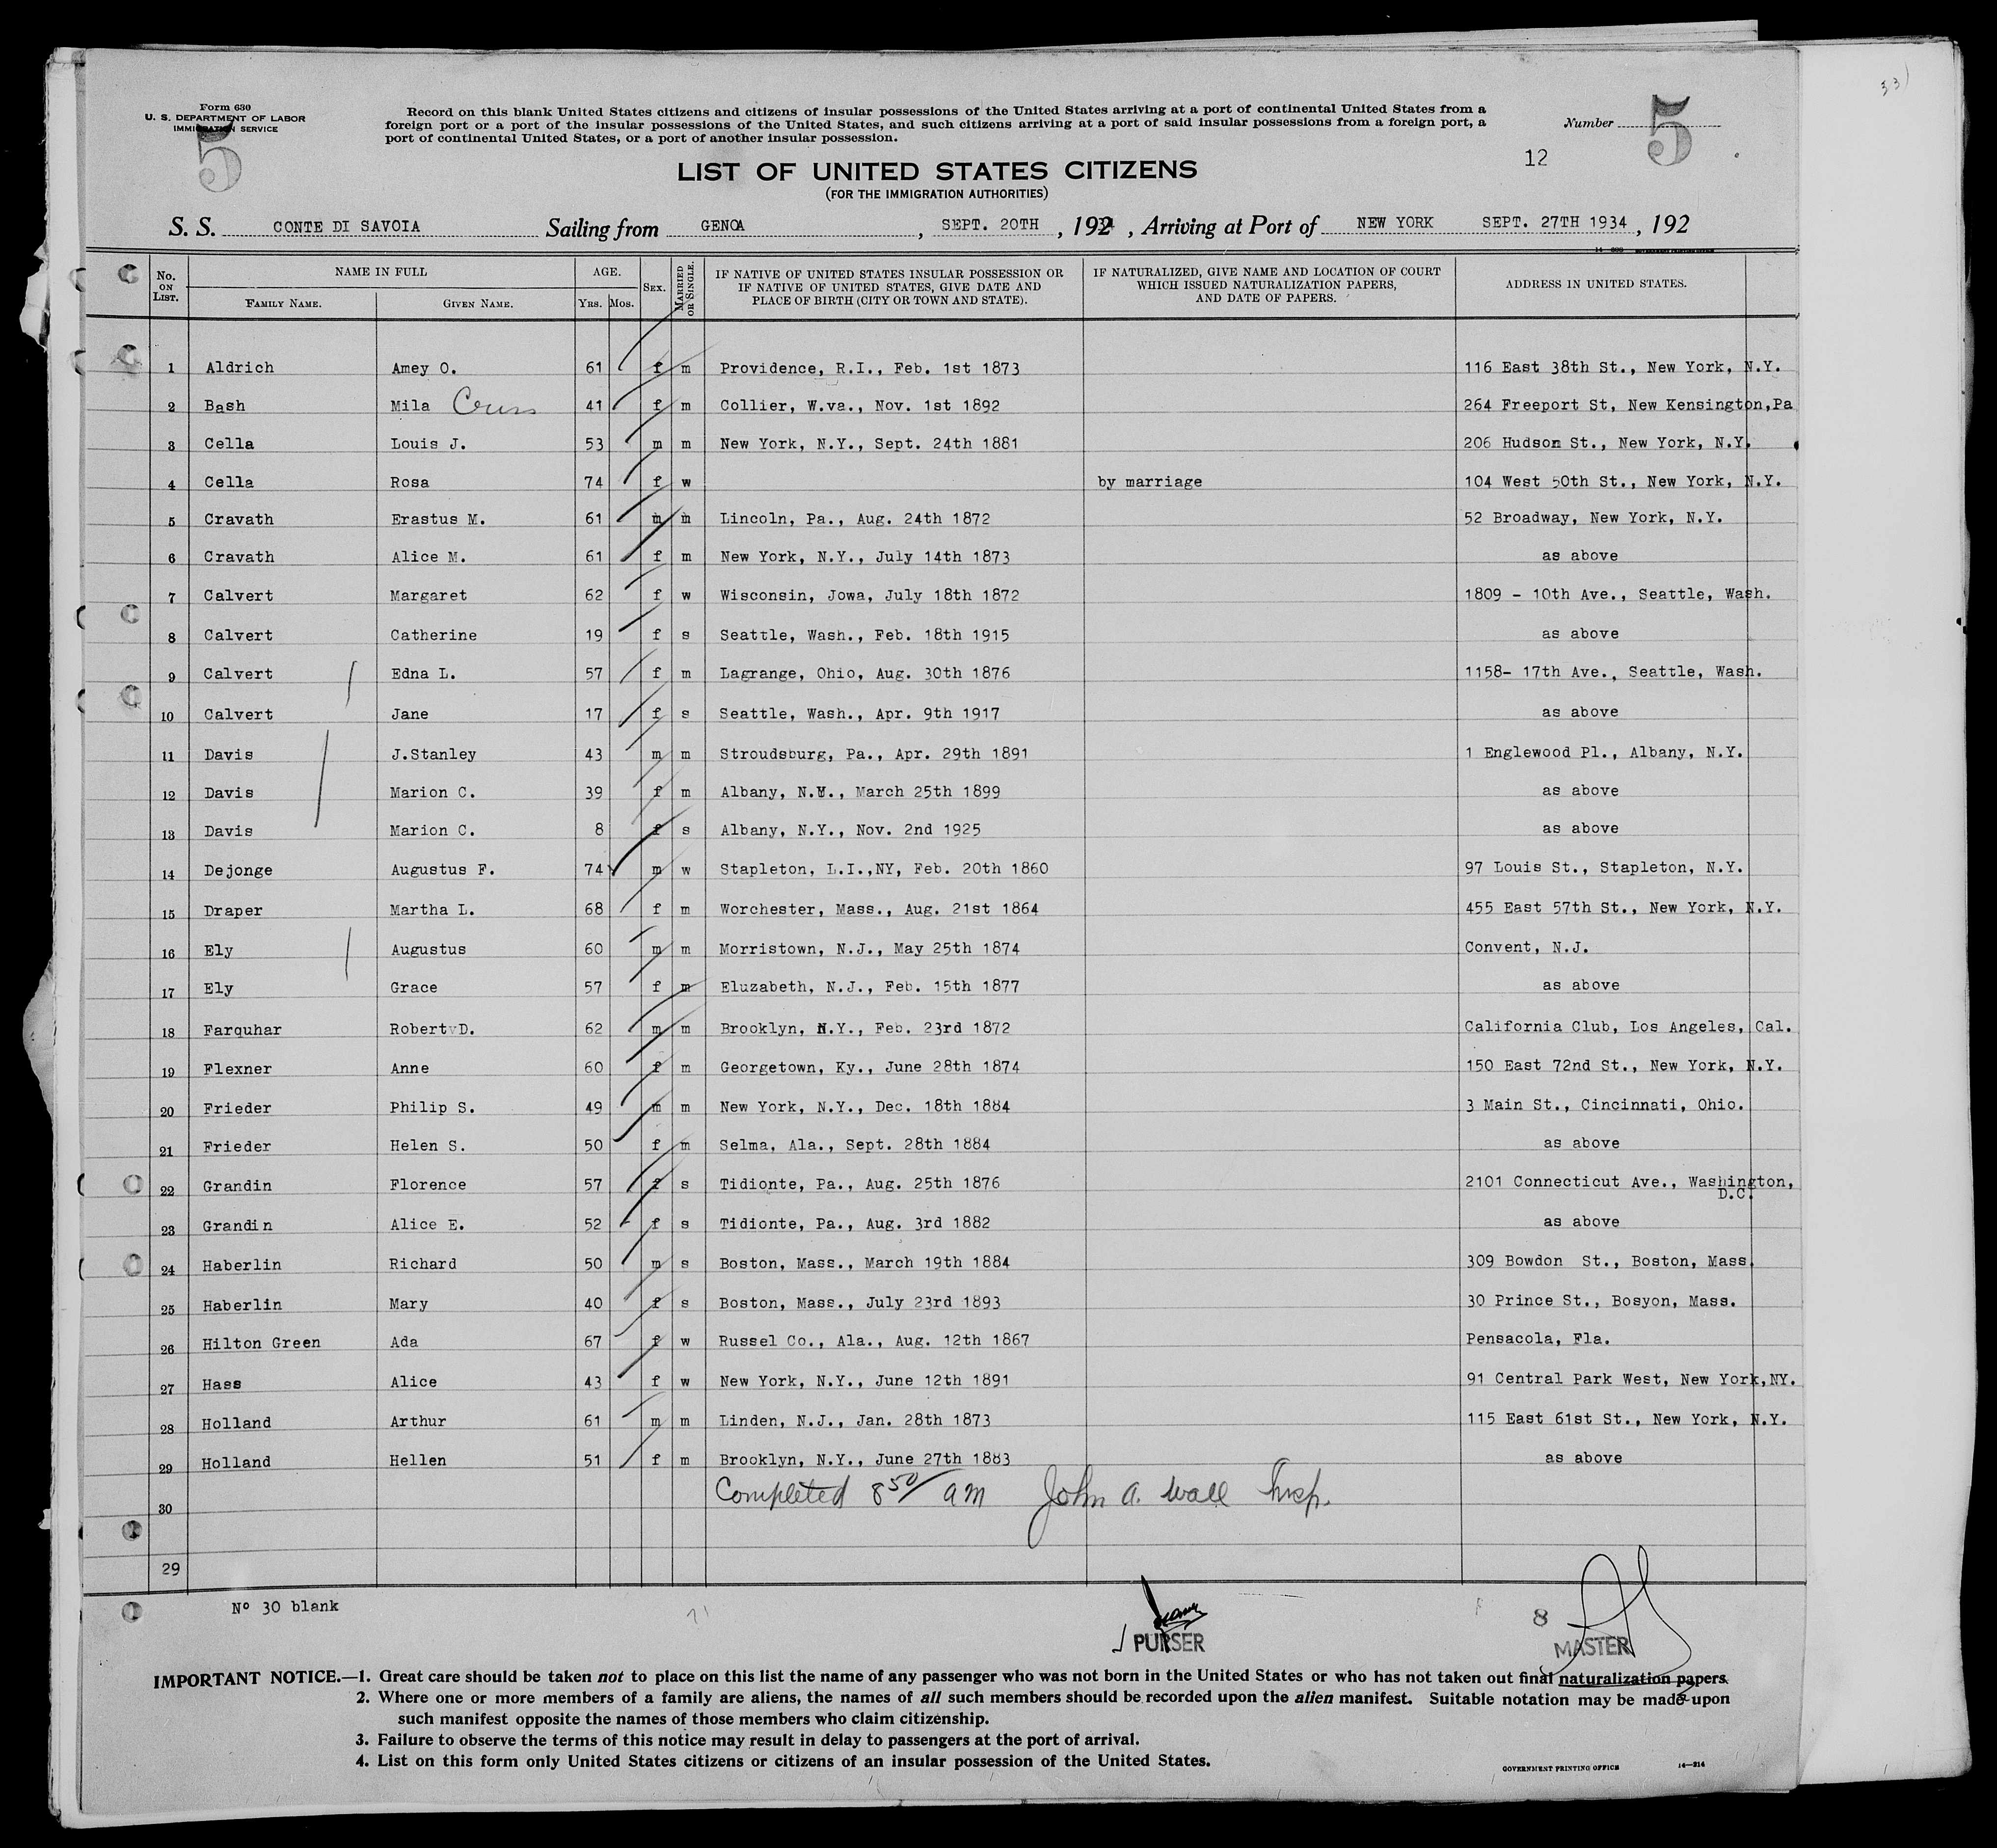 33)
Form 630
U. S. DEPARTMENT OF LABOR
IMMIGRATION SERVICE
5
Record on this blank United States citizens and citizens of insular possessions of the United States arriving at a port of continental United States from a
foreign port or a port of the insular possessions of the United States, and such citizens arriving at a port of said insular possessions from a foreign port, a
port of continental United States, or a port of another insular possession.
Number 5
12
LIST OF UNITED STATES CITIZENS
(FOR THE IMMIGRATION AUTHORITIES)
S. S. CONTE DI SAVOIA Sailing from GENOA, SEPT. 20TH, 1934, Arriving at Port of NEW YORK SEPT. 27TH 1934, 192
No. ON LIST. NAME IN FULL FAMILY NAME. GIVEN NAME. AGE. YRS. MOS. SEX. MARRIED OR SINGLE. IF NATIVE OF UNITED STATES INSULAR POSSESSION OR IF NATIVE OF UNITED STATES, GIVE DATE AND PLACE OF BIRTH (CITY OR TOWN AND STATE). IF NATURALIZED, GIVE NAME AND LOCATION OF COURT WHICH ISSUED NATURALIZATION PAPERS, AND DATE OF PAPERS. ADDRESS IN UNITED STATES.
1 Aldrich Amey O. 61 f m Providence, R.I., Feb. 1st 1873 116 East 38th St., New York, N.Y.
2 Bash Mila 41 f m Collier, W.va., Nov. 1st 1892 264 Freeport St, New Kensington,Pa
3 Cella Louis J. 53 m m New York, N.Y., Sept. 24th 1881 206 Hudson St., New York, N.Y.
4 Cella Rosa 74 f w by marriage 104 West 50th St., New York, N.Y.
5 Cravath Erastus M. 61 m m Lincoln, Pa., Aug. 24th 1872 52 Broadway, New York, N.Y.
6 Cravath Alice M. 61 f m New York, N.Y., July 14th 1873 as above
7 Calvert Margaret 62 f w Wisconsin, Jowa, July 18th 1872 1809 - 10th Ave., Seattle, Wash.
8 Calvert Catherine 19 f s Seattle, Wash., Feb. 18th 1915 as above
9 Calvert Edna L. 57 f m Lagrange, Ohio, Aug. 30th 1876 1158- 17th Ave., Seattle, Wash.
10 Calvert Jane 17 f s Seattle, Wash., Apr. 9th 1917 as above
11 Davis J.Stanley 43 m m Stroudsburg, Pa., Apr. 29th 1891 1 Englewood Pl., Albany, N.Y.
12 Davis Marion C. 39 f m Albany, N.Y., March 25th 1899 as above
13 Davis Marion C. 8 f s Albany, N.Y., Nov. 2nd 1925 as above
14 Dejonge Augustus F. 74 m w Stapleton, L.I.,NY, Feb. 20th 1860 97 Louis St., Stapleton, N.Y.
15 Draper Martha L. 68 f m Worchester, Mass., Aug. 21st 1864 455 East 57th St., New York, N.Y.
16 Ely Augustus 60 m m Morristown, N.J., May 25th 1874 Convent, N.J.
17 Ely Grace 57 f m Eluzabeth, N.J., Feb. 15th 1877 as above
18 Farquhar Robert D. 62 m m Brooklyn, N.Y., Feb. 23rd 1872 California Club, Los Angeles, Cal.
19 Flexner Anne 60 f m Georgetown, Ky., June 28th 1874 150 East 72nd St., New York, N.Y.
20 Frieder Philip S. 49 m m New York, N.Y., Dec. 18th 1884 3 Main St., Cincinnati, Ohio.
21 Frieder Helen S. 50 f m Selma, Ala., Sept. 28th 1884 as above
22 Grandin Florence 57 f s Tidionte, Pa., Aug. 25th 1876 2101 Connecticut Ave., Washington, D.C.
23 Grandin Alice E. 52 f s Tidionte, Pa., Aug. 3rd 1882 as above
24 Haberlin Richard 50 m s Boston, Mass., March 19th 1884 309 Bowdon St., Boston, Mass.
25 Haberlin Mary 40 f s Boston, Mass., July 23rd 1893 30 Prince St., Bosyon, Mass.
26 Hilton Green Ada 67 f w Russel Co., Ala., Aug. 12th 1867 Pensacola, Fla.
27 Hass Alice 43 f w New York, N.Y., June 12th 1891 91 Central Park West, New York,NY.
28 Holland Arthur 61 m m Linden, N.J., Jan. 28th 1873 115 East 61st St., New York, N.Y.
29 Holland Hellen 51 f m Brooklyn, N.Y., June 27th 1883 as above
30 Completed 8 50/ am John A. Wall Insp.
29
Nº 30 blank
8
PURSER
MASTER
IMPORTANT NOTICE.—1. Great care should be taken not to place on this list the name of any passenger who was not born in the United States or who has not taken out final naturalization papers.
2. Where one or more members of a family are aliens, the names of all such members should be recorded upon the alien manifest. Suitable notation may be made upon
such manifest opposite the names of those members who claim citizenship.
3. Failure to observe the terms of this notice may result in delay to passengers at the port of arrival.
4. List on this form only United States citizens or citizens of an insular possession of the United States.
GOVERNMENT PRINTING OFFICE 14—214